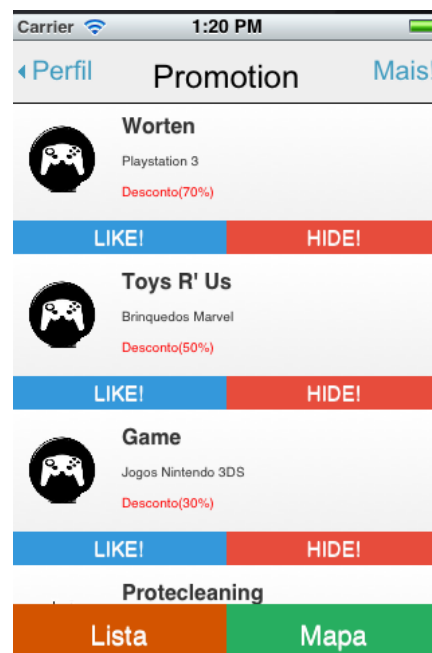 Carrier 1:20 PM
Perfil Promotion Mais!
Worten
Playstation 3
Desconto(70%)
LIKE! HIDE!
Toys R' Us
Brinquedos Marvel
Desconto(50%)
LIKE! HIDE!
Game
Jogos Nintendo 3DS
Desconto(30%)
LIKE! HIDE!
Protecleaning
Lista Mapa